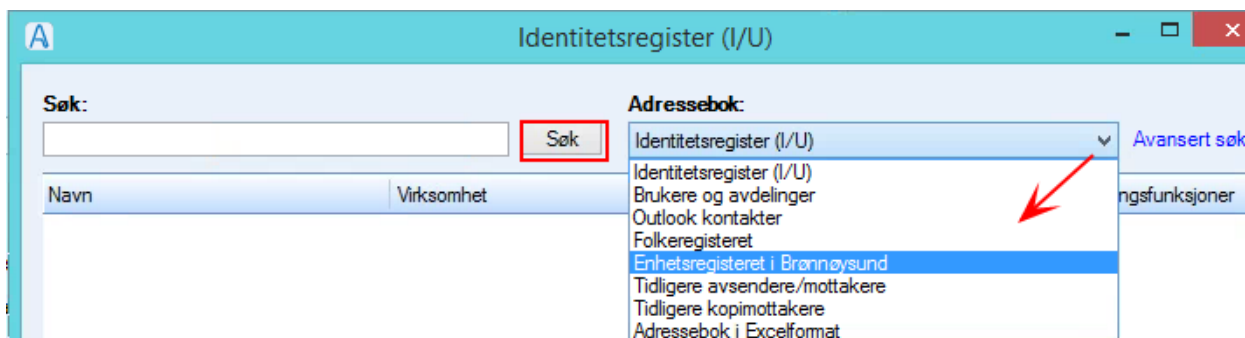 Identitetsregister (I/U)
Søk: Adressebok:
Søk Identitetsregister (I/U) Avansert søk
Identitetsregister (I/U)
Navn Virksomhet ngsfunksjoner
Brukere og avdelinger
Outlook kontakter
Folkeregisteret
Enhetsregisteret i Brønnøysund
Tidligere avsendere/mottakere
Tidligere kopimottakere
Adressebok i Excelformat